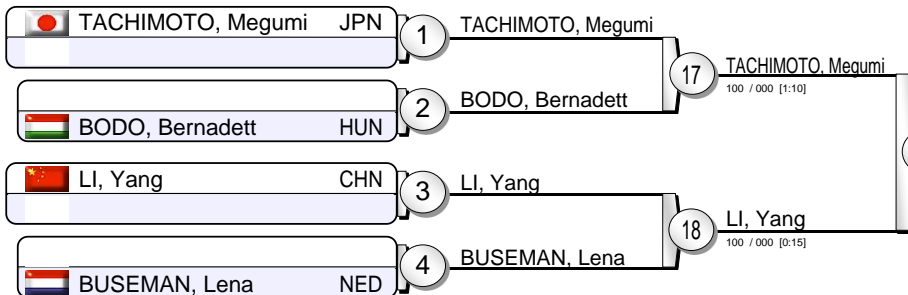 TACHIMOTO, Megumi JPN
1
TACHIMOTO, Megumi
17
TACHIMOTO, Megumi
100 / 000 [1:10]
2
BODO, Bernadett
BODO, Bernadett HUN
LI, Yang CHN
3
LI, Yang
18
LI, Yang
100 / 000 [0:15]
4
BUSEMAN, Lena
BUSEMAN, Lena NED